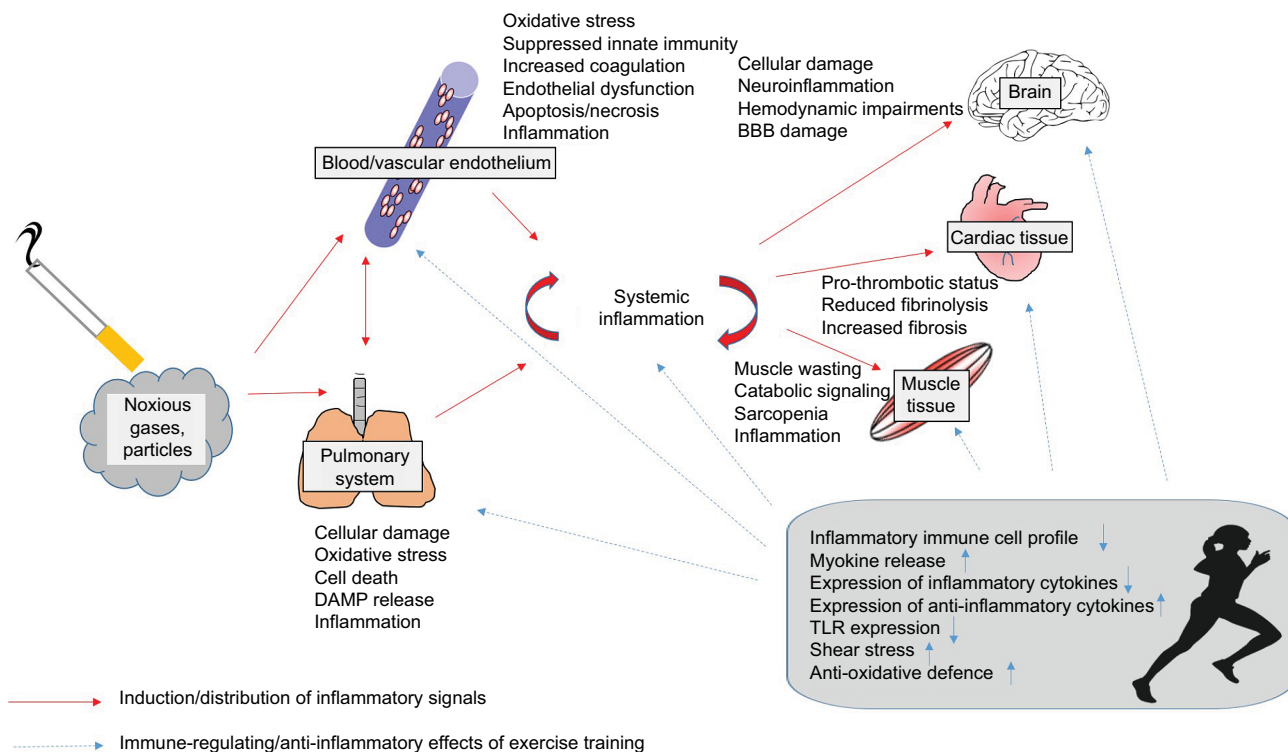 Oxidative stress
Suppressed innate immunity
Increased coagulation
Endothelial dysfunction
Apoptosis/necrosis
Inflammation
Blood/vascular endothelium
Cellular damage
Neuroinflammation
Hemodynamic impairments
BBB damage
Brain
Cardiac tissue
Pro-thrombotic status
Reduced fibrinolysis
Increased fibrosis
Systemic
inflammation
Muscle wasting
Catabolic signaling
Sarcopenia
Inflammation
Muscle
tissue
Noxious
gases,
particles
Pulmonary
system
Cellular damage
Oxidative stress
Cell death
DAMP release
Inflammation
Inflammatory immune cell profile
Myokine release
Expression of inflammatory cytokines
Expression of anti-inflammatory cytokines
TLR expression
Shear stress
Anti-oxidative defence
Induction/distribution of inflammatory signals
Immune-regulating/anti-inflammatory effects of exercise training